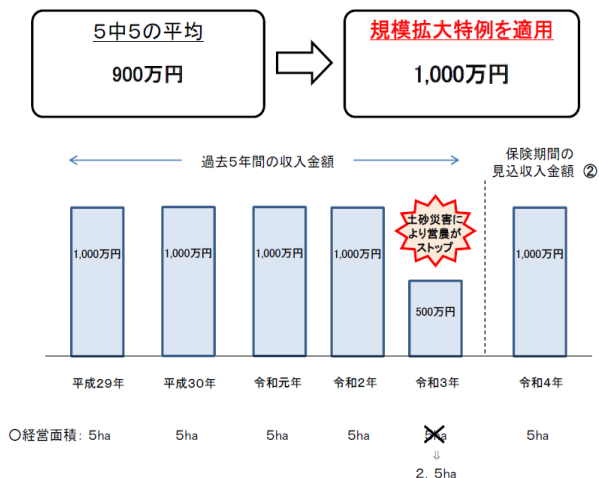 5中5の平均
900万円
規模拡大特例を適用
1,000万円
過去5年間の収入金額
保険期間の
見込収入金額 ②
土砂災害に
より営農が
ストップ
1,000万円
1,000万円
1,000万円
1,000万円
500万円
1,000万円
平成29年
平成30年
令和元年
令和2年
令和3年
令和4年
〇経営面積: 5ha
5ha
5ha
5ha
5ha
5ha
⇓
2.5ha